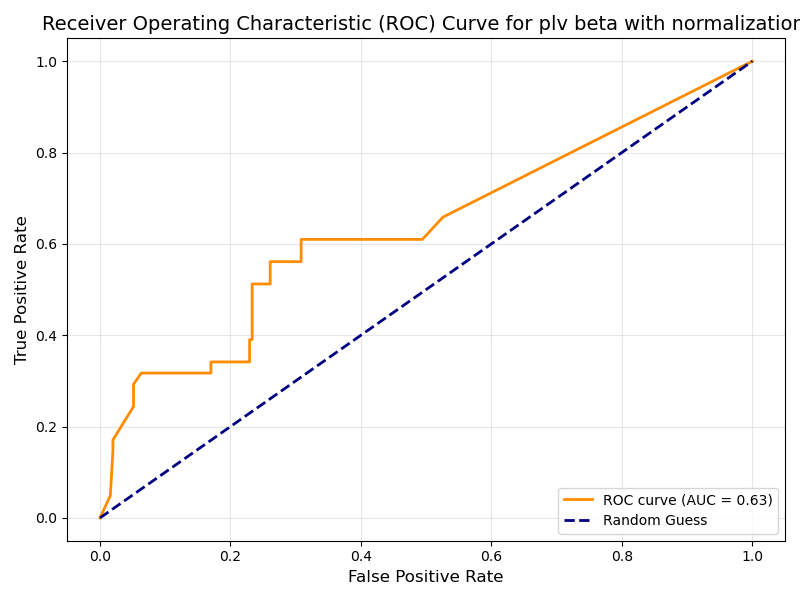 Receiver Operating Characteristic (ROC) Curve for plv beta with normalization
1.0
0.8
0.6
0.4
0.2
0.0
True Positive Rate
0.0 0.2 0.4 0.6 0.8 1.0
False Positive Rate
ROC curve (AUC = 0.63)
Random Guess